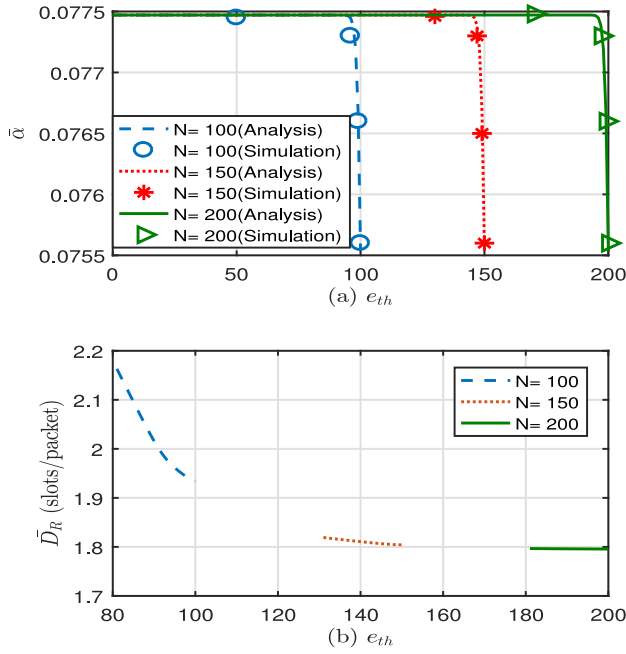 0.0775
0.077
0.0765
0.076
0.0755
ᾱ
N= 100(Analysis)
N= 100(Simulation)
N= 150(Analysis)
N= 150(Simulation)
N= 200(Analysis)
N= 200(Simulation)
0 50 100 150 200
(a) e_th
2.2
2.1
2
1.9
1.8
1.7
D̄_R (slots/packet)
N= 100
N= 150
N= 200
80 100 120 140 160 180 200
(b) e_th